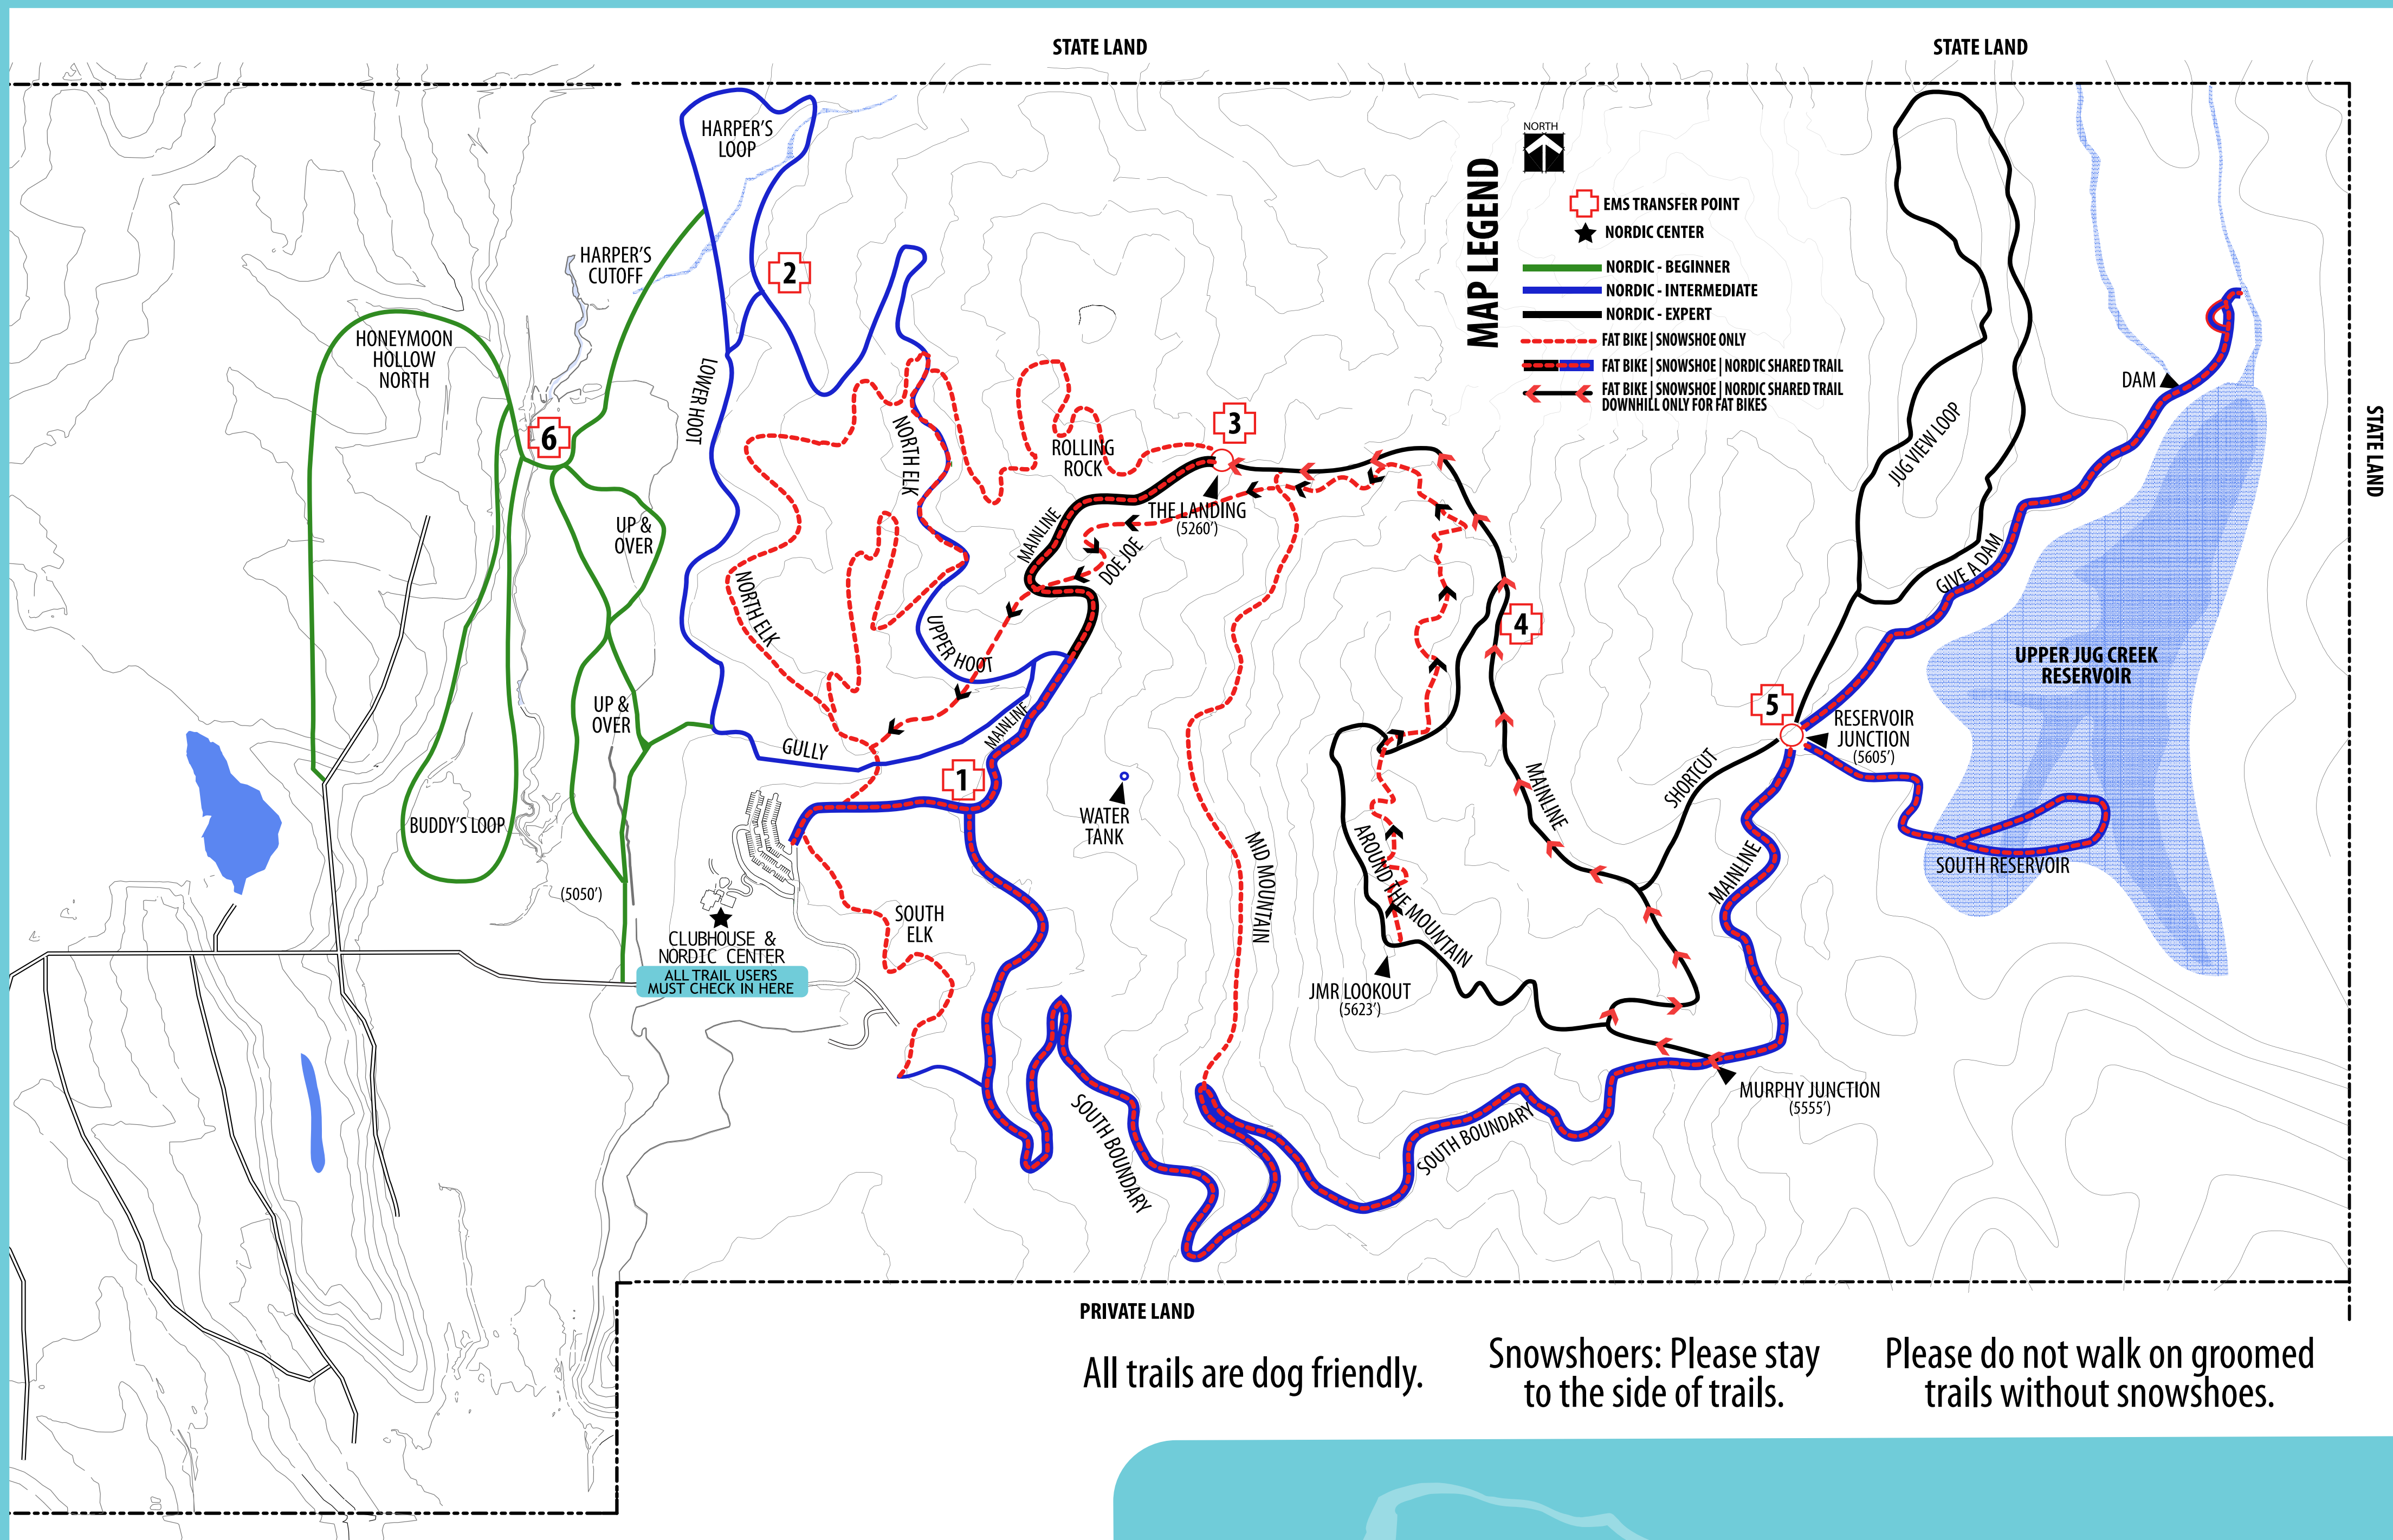 STATE LAND
STATE LAND
HARPER'S
LOOP
NORTH
MAP LEGEND
EMS TRANSFER POINT
NORDIC CENTER
NORDIC - BEGINNER
NORDIC - INTERMEDIATE
NORDIC - EXPERT
FAT BIKE | SNOWSHOE ONLY
FAT BIKE | SNOWSHOE | NORDIC SHARED TRAIL
FAT BIKE | SNOWSHOE | NORDIC SHARED TRAIL
DOWNHILL ONLY FOR FAT BIKES
HARPER'S
CUTOFF
2
HONEYMOON
HOLLOW
NORTH
LOWER HOOT
6
NORTH ELK
ROLLING
ROCK
3
THE LANDING
(5260')
MAINLINE
DOE JOE
JUG VIEW LOOP
DAM
STATE LAND
GIVE A DAM
UP &
OVER
NORTH ELK
UPPER HOOT
4
UPPER JUG CREEK
RESERVOIR
UP &
OVER
GULLY
MAINLINE
1
5
RESERVOIR
JUNCTION
(5605')
SHORTCUT
MAINLINE
WATER
TANK
BUDDY'S LOOP
MID MOUNTAIN
AROUND THE MOUNTAIN
MAINLINE
SOUTH RESERVOIR
(5050')
SOUTH
ELK
CLUBHOUSE &
NORDIC CENTER
ALL TRAIL USERS
MUST CHECK IN HERE
JMR LOOKOUT
(5623')
SOUTH BOUNDARY
SOUTH BOUNDARY
MURPHY JUNCTION
(5555')
PRIVATE LAND
All trails are dog friendly.
Snowshoers: Please stay
to the side of trails.
Please do not walk on groomed
trails without snowshoes.